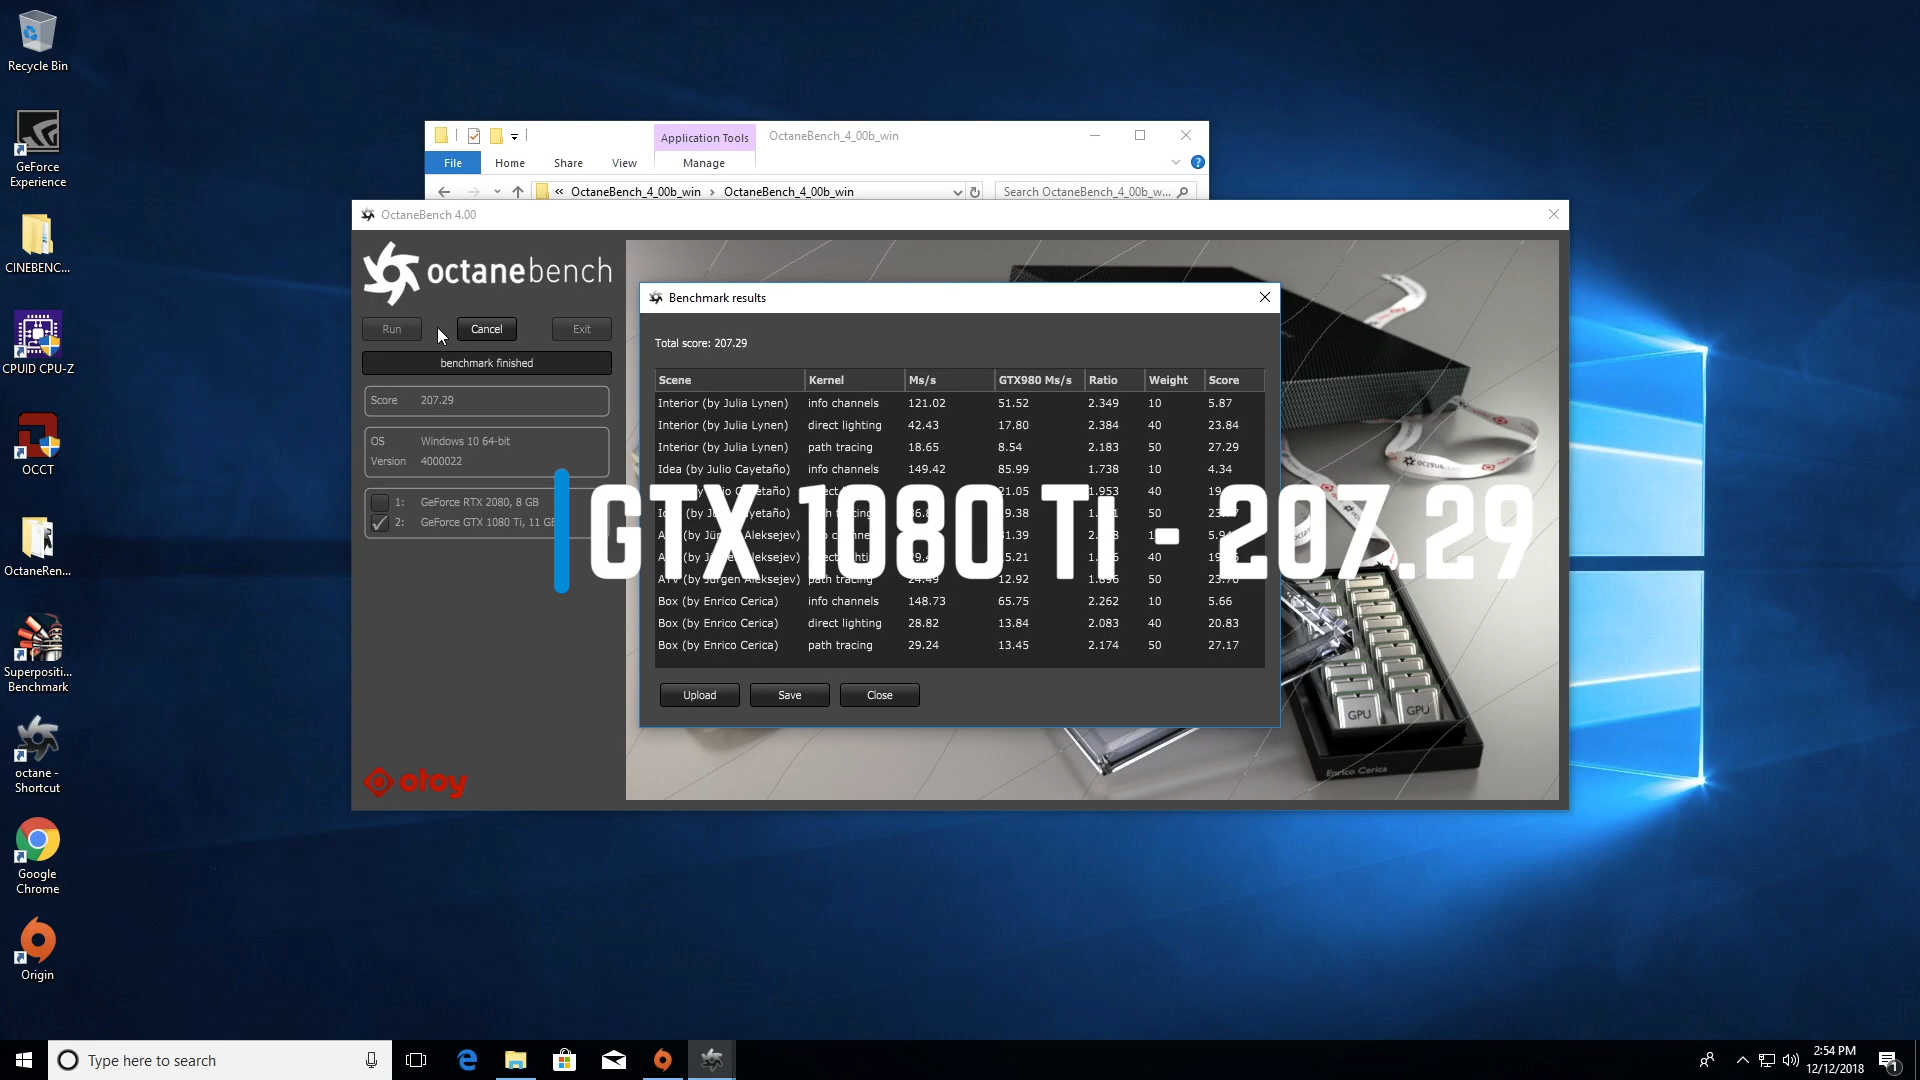 Recycle Bin
GeForce
Experience
CINEBENC...
CPUID CPU-Z
OCCT
OctaneRen...
Superpositi...
Benchmark
octane -
Shortcut
Google
Chrome
Origin
Application Tools
OctaneBench_4_00b_win
File
Home
Share
View
Manage
« OctaneBench_4_00b_win › OctaneBench_4_00b_win
Search OctaneBench_4_00b_w...
OctaneBench 4.00
octanebench
Run
Cancel
Exit
benchmark finished
Score 207.29
OS Windows 10 64-bit
Version 4000022
1: GeForce RTX 2080, 8 GB
2: GeForce GTX 1080 Ti, 11 GB
otoy
Benchmark results
Total score: 207.29
Scene Kernel Ms/s GTX980 Ms/s Ratio Weight Score
Interior (by Julia Lynen) info channels 121.02 51.52 2.349 10 5.87
Interior (by Julia Lynen) direct lighting 42.43 17.80 2.384 40 23.84
Interior (by Julia Lynen) path tracing 18.65 8.54 2.183 50 27.29
Idea (by Julio Cayetaño) info channels 149.42 85.99 1.738 10 4.34
40
50
40
path tracing 12.92 50
Box (by Enrico Cerica) info channels 148.73 65.75 2.262 10 5.66
Box (by Enrico Cerica) direct lighting 28.82 13.84 2.083 40 20.83
Box (by Enrico Cerica) path tracing 29.24 13.45 2.174 50 27.17
GTX 1080 Ti - 207.29
Upload
Save
Close
GPU
GPU
Enrico Cerica
Type here to search
2:54 PM
12/12/2018
1